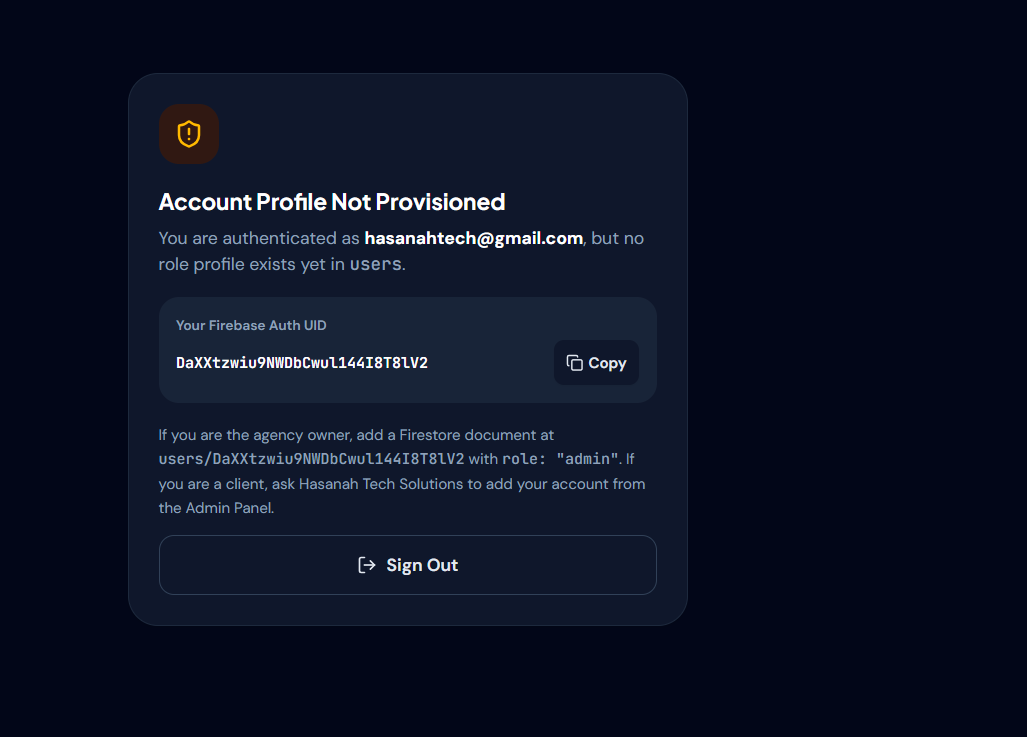 Account Profile Not Provisioned
You are authenticated as hasanahtech@gmail.com, but no
role profile exists yet in users.
Your Firebase Auth UID
DaXXtzwiu9NWDbCwul144I8T8lV2
Copy
If you are the agency owner, add a Firestore document at
users/DaXXtzwiu9NWDbCwul144I8T8lV2 with role: "admin". If
you are a client, ask Hasanah Tech Solutions to add your account from
the Admin Panel.
Sign Out